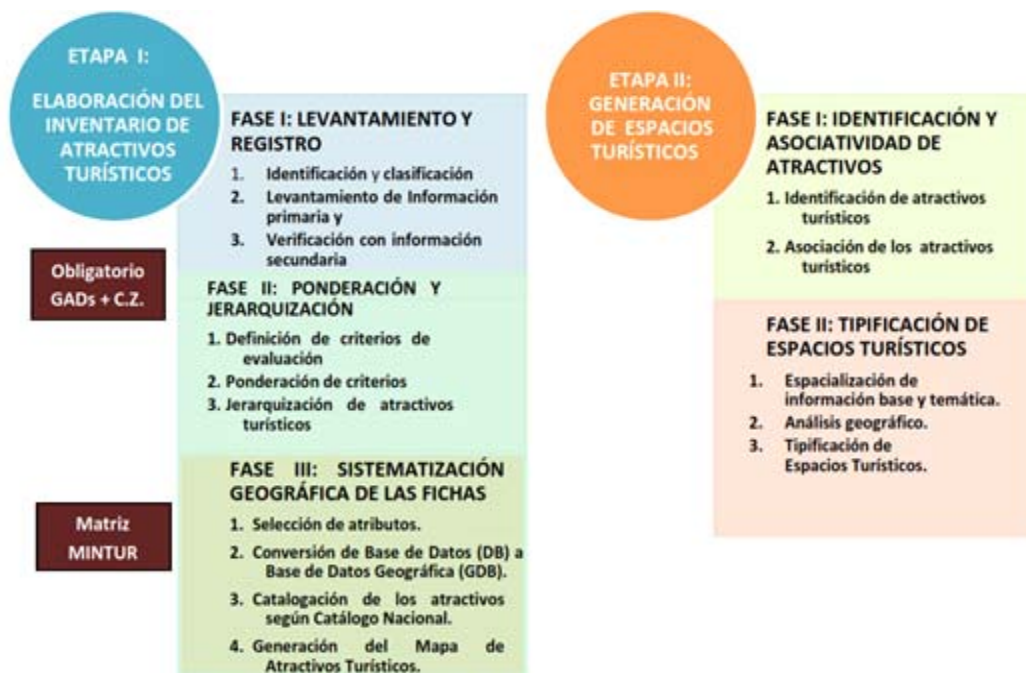 ETAPA I:
ELABORACIÓN DEL
INVENTARIO DE
ATRACTIVOS
TURÍSTICOS
FASE I: LEVANTAMIENTO Y
REGISTRO
1. Identificación y clasificación
2. Levantamiento de Información
primaria y
3. Verificación con información
secundaria
Obligatorio
GADs + C.Z.
FASE II: PONDERACIÓN Y
JERARQUIZACIÓN
1. Definición de criterios de
evaluación
2. Ponderación de criterios
3. Jerarquización de atractivos
turísticos
Matriz
MINTUR
FASE III: SISTEMATIZACIÓN
GEOGRÁFICA DE LAS FICHAS
1. Selección de atributos.
2. Conversión de Base de Datos (DB) a
Base de Datos Geográfica (GDB).
3. Catalogación de los atractivos
según Catálogo Nacional.
4. Generación del Mapa de
Atractivos Turísticos.
ETAPA II:
GENERACIÓN
DE ESPACIOS
TURÍSTICOS
FASE I: IDENTIFICACIÓN Y
ASOCIATIVIDAD DE
ATRACTIVOS
1. Identificación de atractivos
turísticos
2. Asociación de los atractivos
turísticos
FASE II: TIPIFICACIÓN DE
ESPACIOS TURÍSTICOS
1. Espacialización de
información base y temática.
2. Análisis geográfico.
3. Tipificación de
Espacios Turísticos.